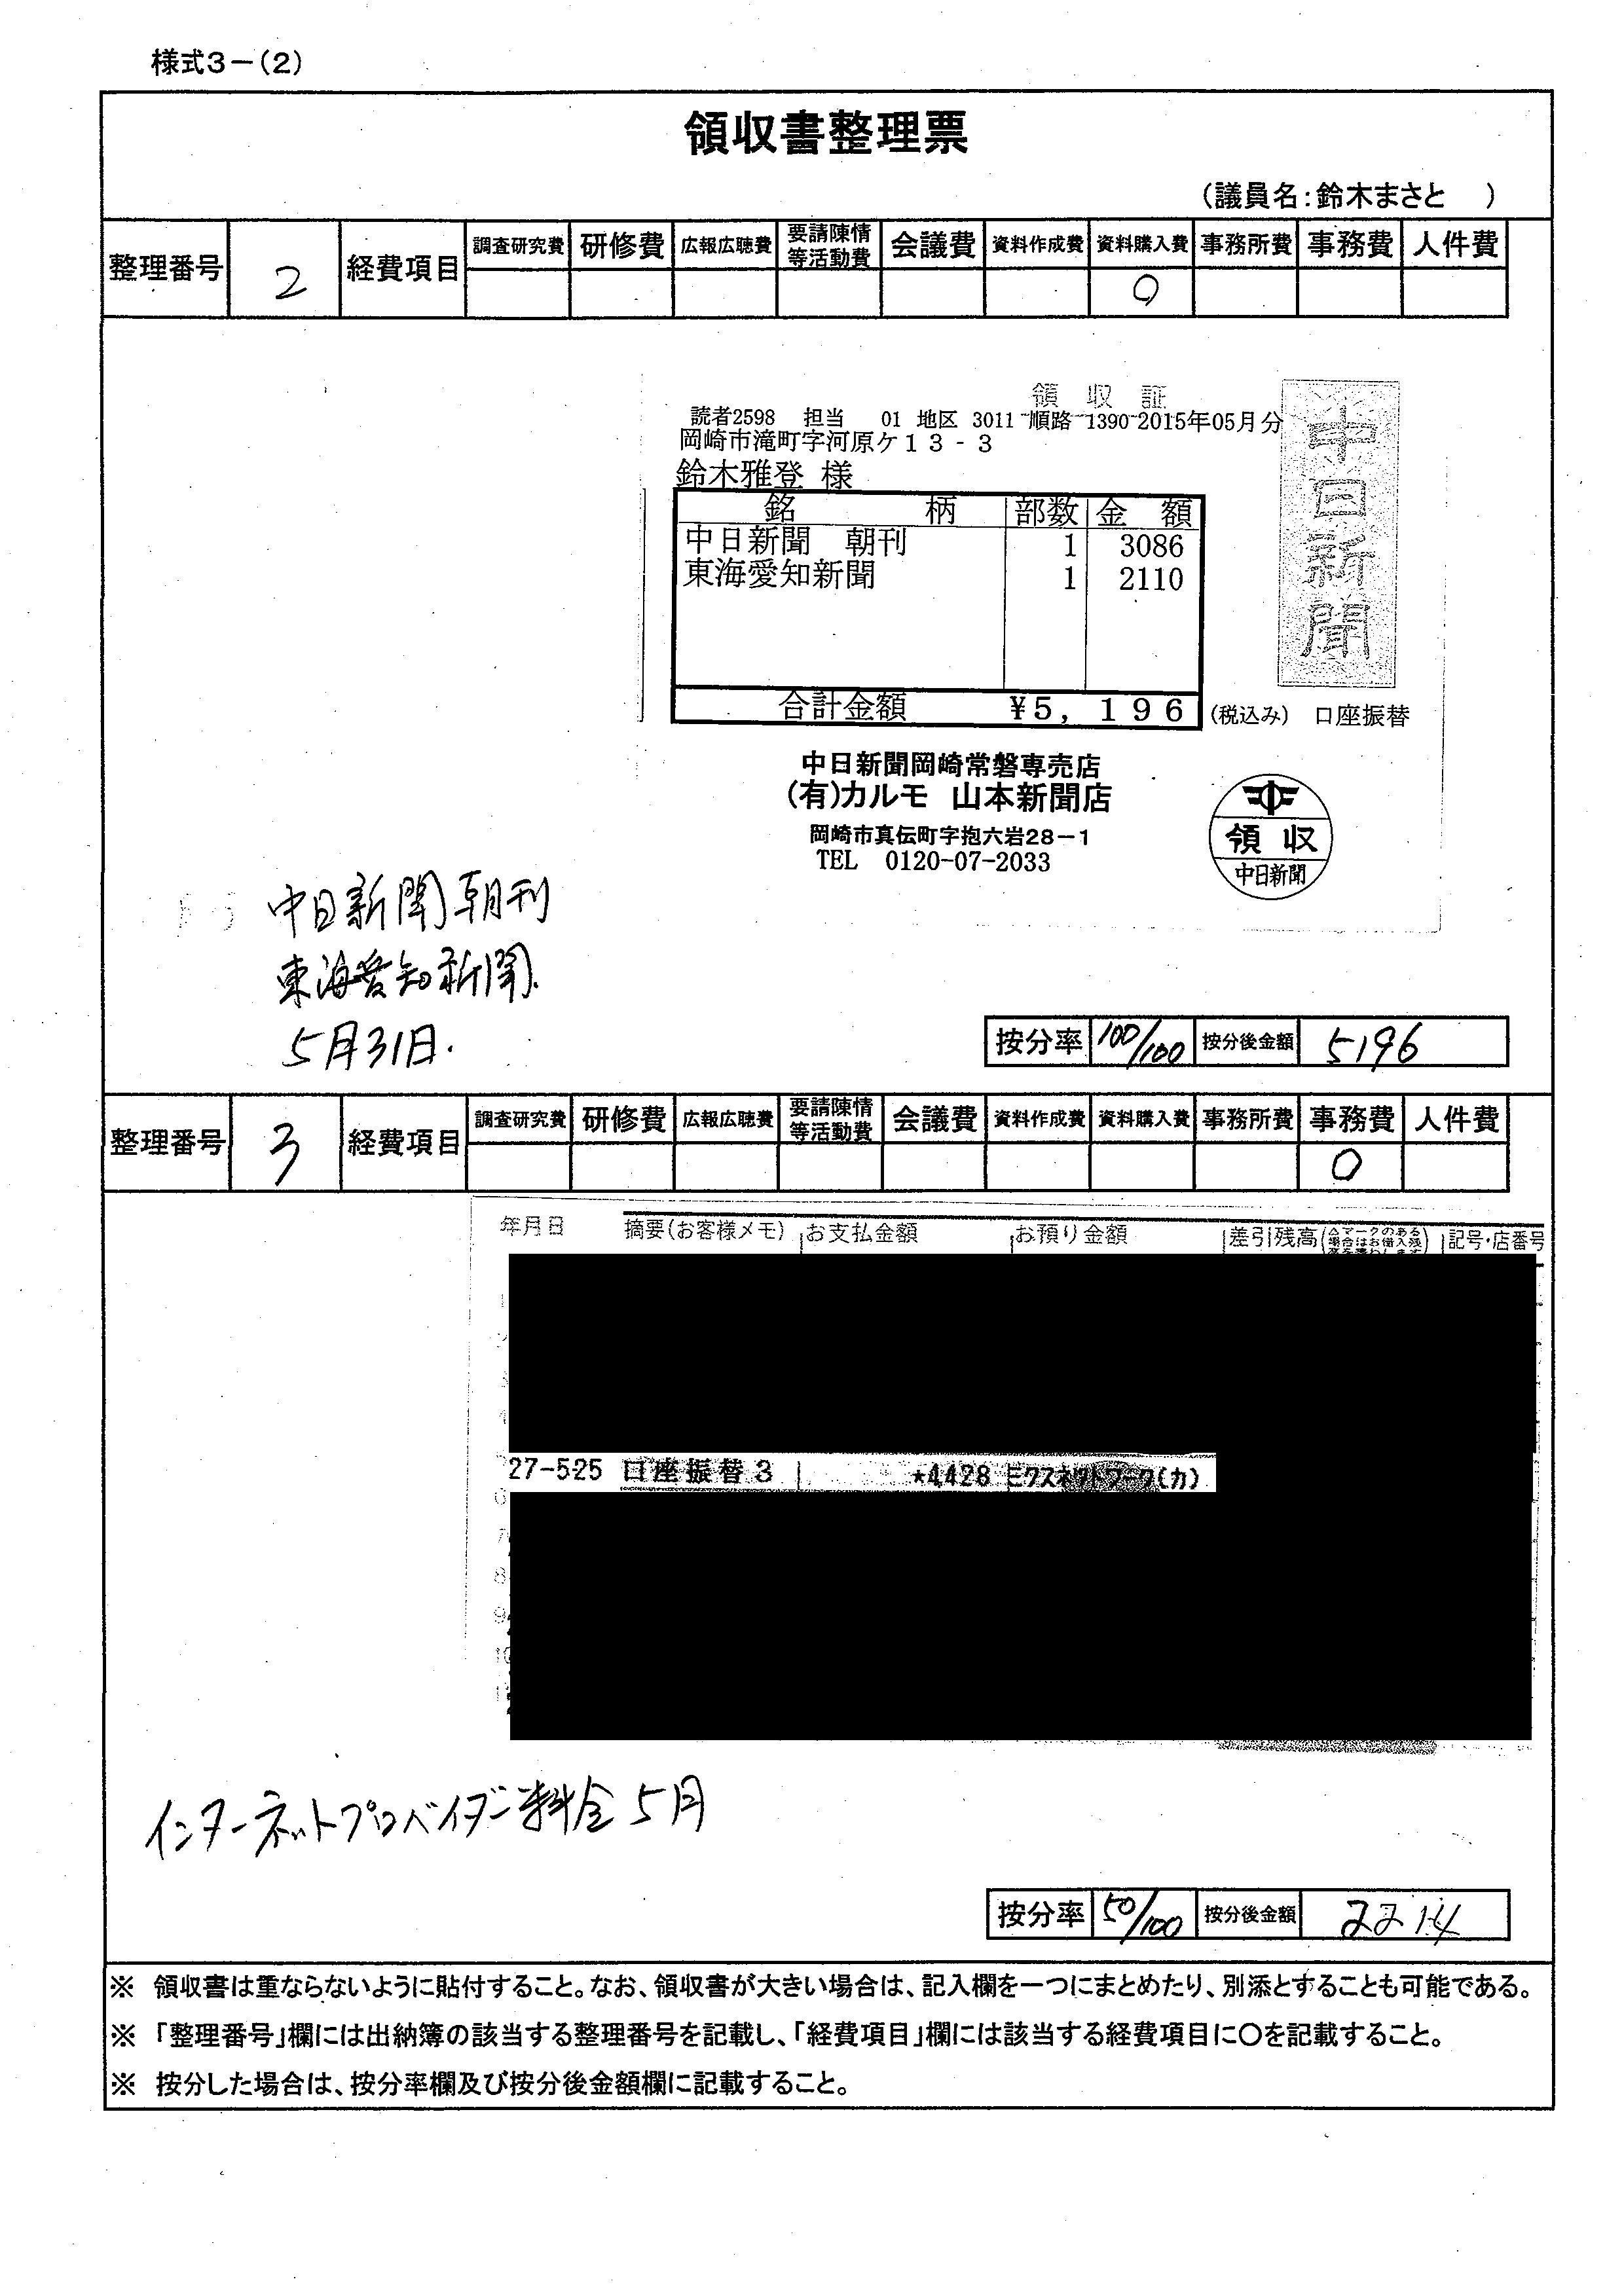 様式3-(2)
領収書整理票
(議員名:鈴木まさと　)
整理番号 2 経費項目 調査研究費 研修費 広報広聴費 要請陳情等活動費 会議費 資料作成費 資料購入費 事務所費 事務費 人件費
○
領収証
読者2598 担当 01 地区 3011 順路 1390 2015年05月分
岡崎市滝町字河原ケ13-3
鈴木雅登 様
銘柄 部数 金額
中日新聞 朝刊 1 3086
東海愛知新聞 1 2110
合計金額 ¥5,196 (税込み) 口座振替
中日新聞
中日新聞岡崎常磐専売店
(有)カルモ 山本新聞店
岡崎市真伝町字抱六岩28-1
TEL 0120-07-2033
領収
中日新聞
中日新聞朝刊
東海愛知新聞.
5月31日.
按分率 100/100 按分後金額 5196
整理番号 3 経費項目 調査研究費 研修費 広報広聴費 要請陳情等活動費 会議費 資料作成費 資料購入費 事務所費 事務費 人件費
○
年月日 摘要(お客様メモ) お支払金額 お預り金額 差引残高 記号・店番号
27-525 口座振替3 *4428 ミクスネットワーク(カ)
6
7
8
9
10
インターネットプロバイダー料金5月
按分率 50/100 按分後金額 2214
※ 領収書は重ならないように貼付すること。なお、領収書が大きい場合は、記入欄を一つにまとめたり、別添とすることも可能である。
※ 「整理番号」欄には出納簿の該当する整理番号を記載し、「経費項目」欄には該当する経費項目に○を記載すること。
※ 按分した場合は、按分率欄及び按分後金額欄に記載すること。